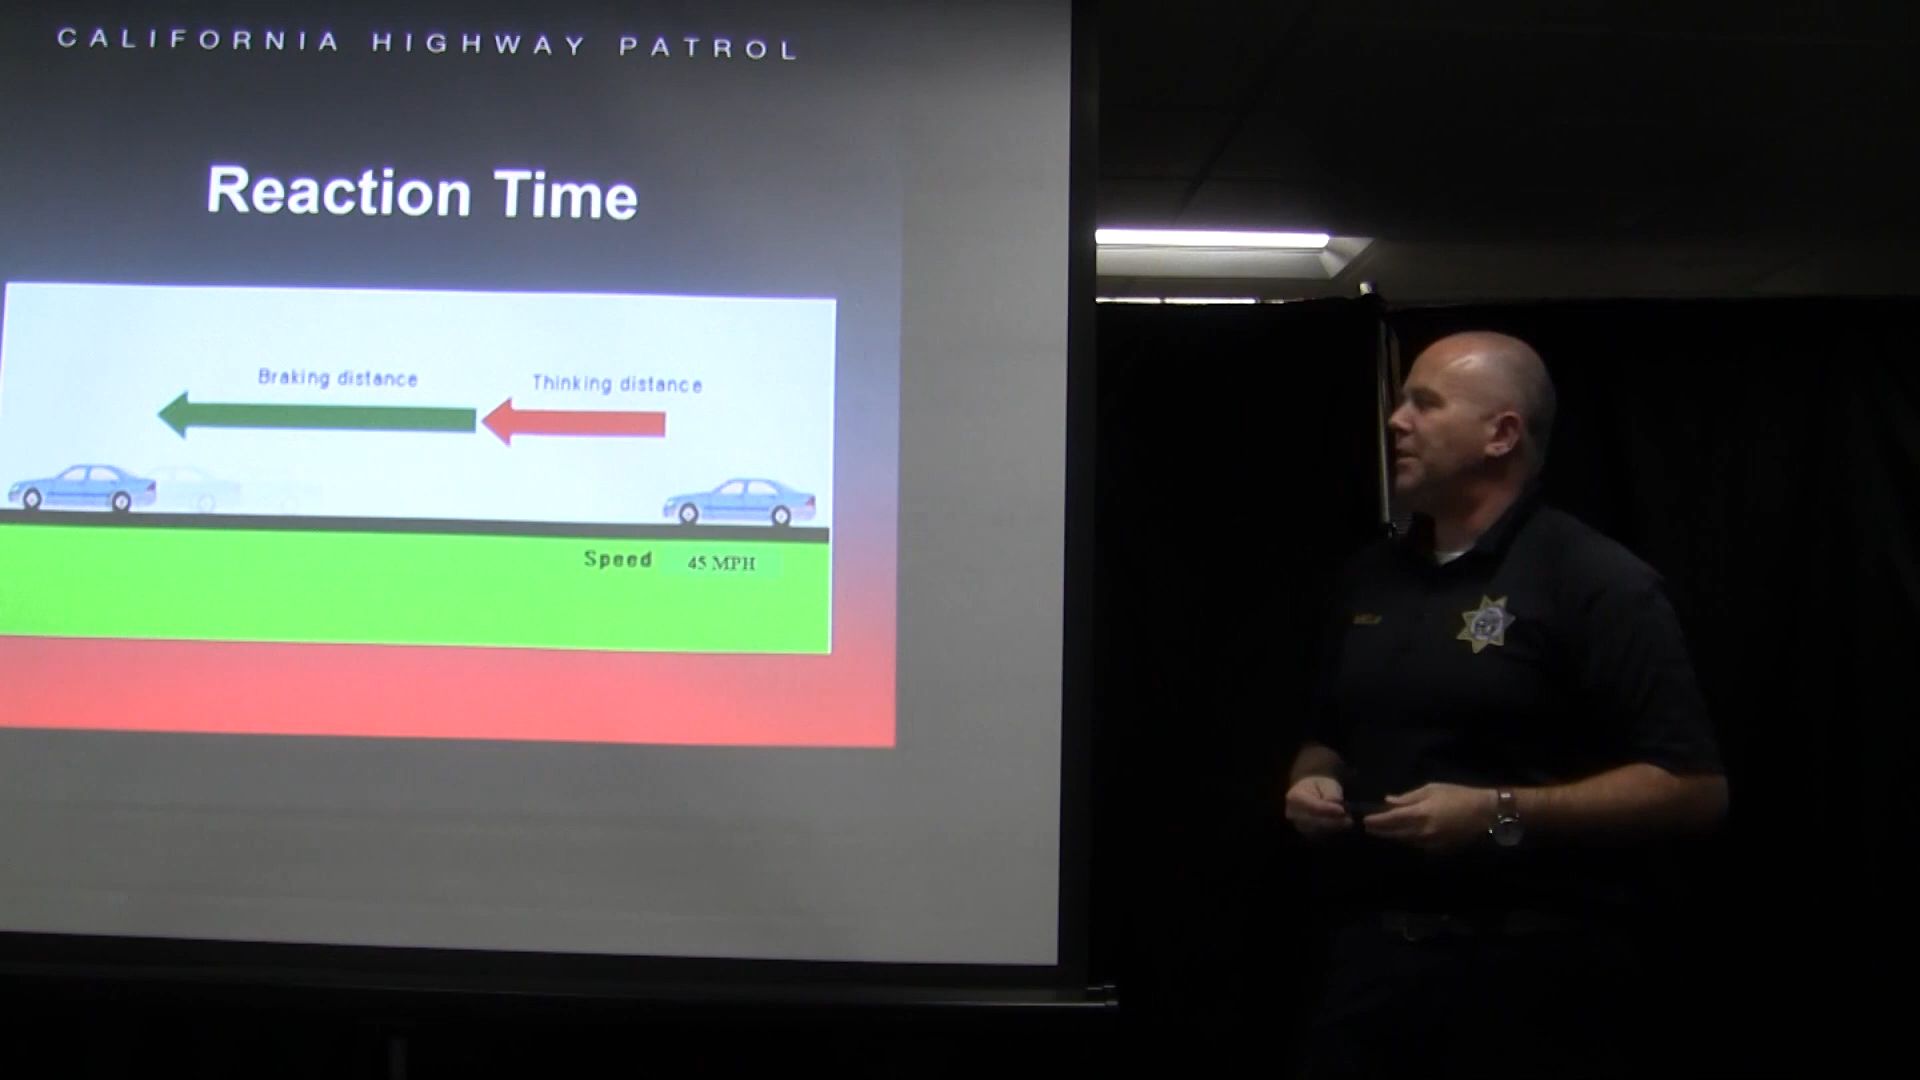 CALIFORNIA HIGHWAY PATROL
Reaction Time
Braking distance
Thinking distance
Speed 45 MPH